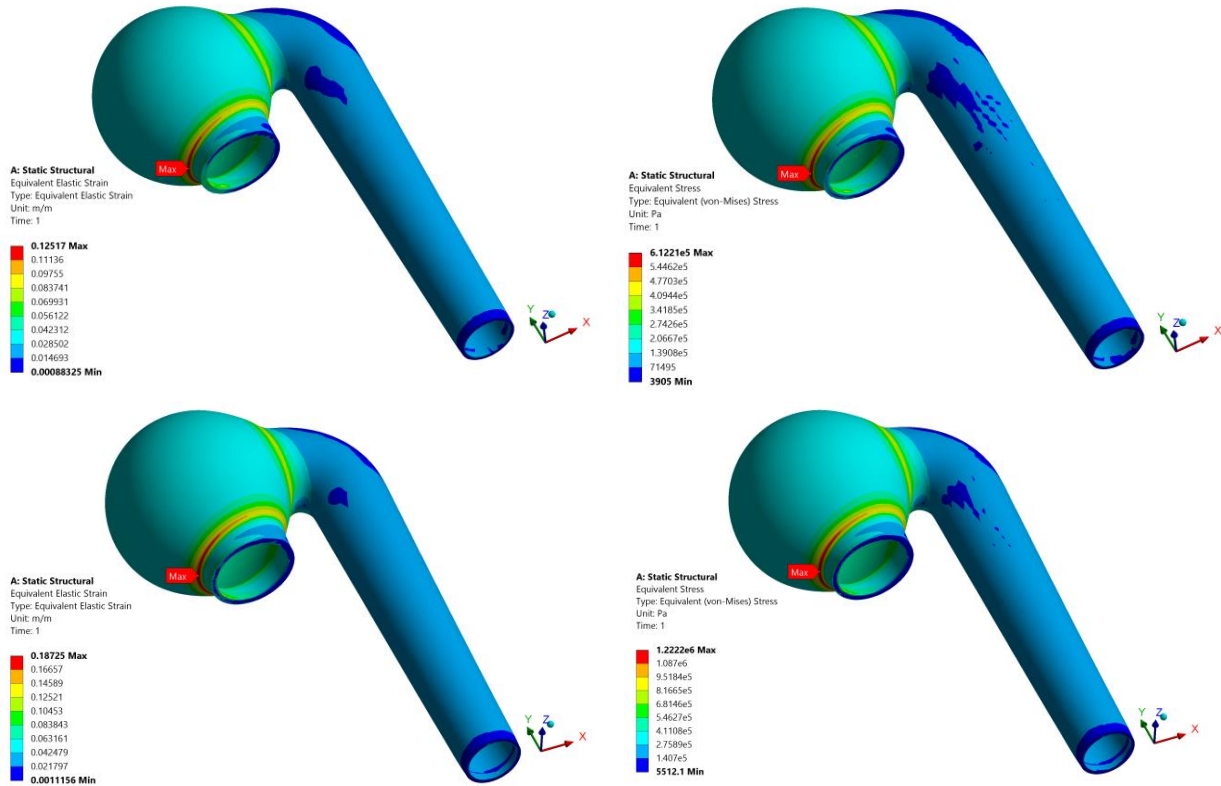 Max
A: Static Structural
Equivalent Elastic Strain
Type: Equivalent Elastic Strain
Unit: m/m
Time: 1
0.12517 Max
0.11136
0.09755
0.083741
0.069931
0.056122
0.042312
0.028502
0.014693
0.00088325 Min
Y
Z
X
Max
A: Static Structural
Equivalent Stress
Type: Equivalent (von-Mises) Stress
Unit: Pa
Time: 1
6.1221e5 Max
5.4462e5
4.7703e5
4.0944e5
3.4185e5
2.7426e5
2.0667e5
1.3908e5
71495
3905 Min
Y
Z
X
Max
A: Static Structural
Equivalent Elastic Strain
Type: Equivalent Elastic Strain
Unit: m/m
Time: 1
0.18725 Max
0.16657
0.14589
0.12521
0.10453
0.083843
0.063161
0.042479
0.021797
0.0011156 Min
Y
Z
X
Max
A: Static Structural
Equivalent Stress
Type: Equivalent (von-Mises) Stress
Unit: Pa
Time: 1
1.2222e6 Max
1.087e6
9.5184e5
8.1665e5
6.8146e5
5.4627e5
4.1108e5
2.7589e5
1.407e5
5512.1 Min
Y
Z
X